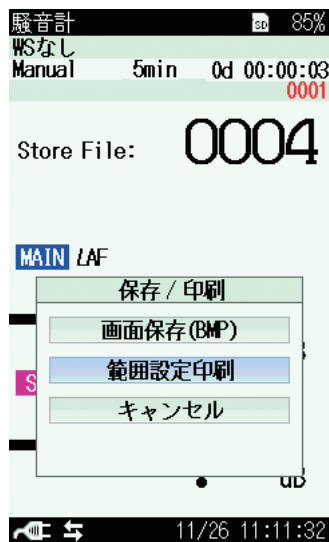 騒音計 SD 85%
WSなし
Manual 5min 0d 00:00:03
0001
Store File: 0004
MAIN LAF
保存 / 印刷
画面保存(BMP)
範囲設定印刷
S
キャンセル
dB
11/26 11:11:32